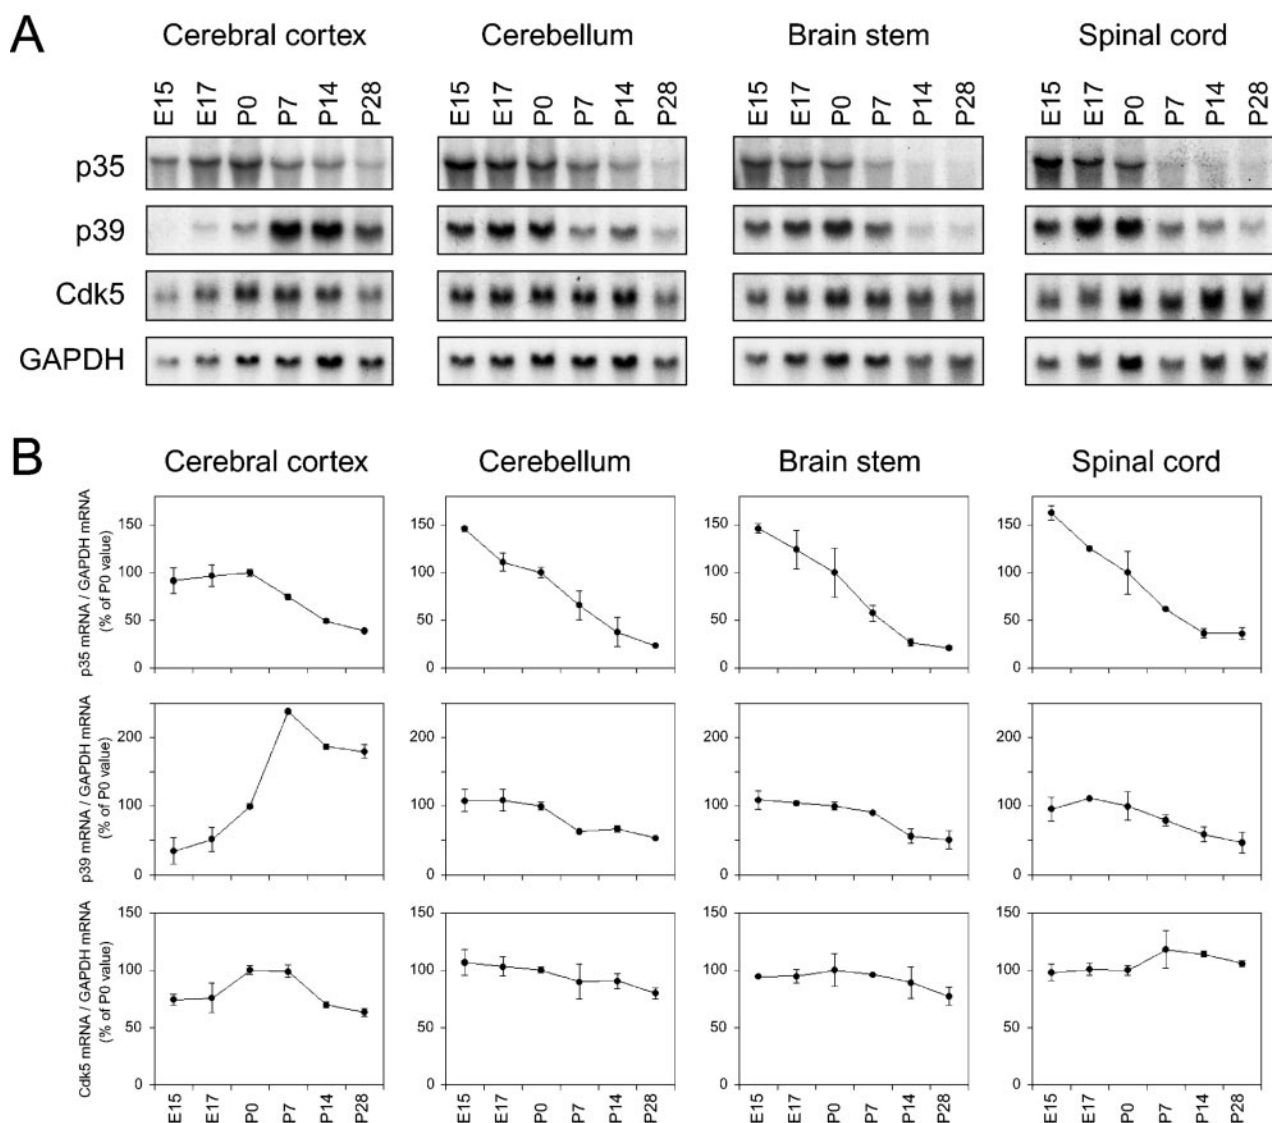 A
Cerebral cortex Cerebellum Brain stem Spinal cord
E15 E17 P0 P7 P14 P28 E15 E17 P0 P7 P14 P28 E15 E17 P0 P7 P14 P28 E15 E17 P0 P7 P14 P28
p35
p39
Cdk5
GAPDH
B
Cerebral cortex Cerebellum Brain stem Spinal cord
p35 mRNA / GAPDH mRNA
(% of P0 value)
150 150 150 150
100 100 100 100
50 50 50 50
0 0 0 0
p39 mRNA / GAPDH mRNA
(% of P0 value)
200 200 200 200
100 100 100 100
0 0 0 0
Cdk5 mRNA / GAPDH mRNA
(% of P0 value)
150 150 150 150
100 100 100 100
50 50 50 50
0 0 0 0
E15 E17 P0 P7 P14 P28 E15 E17 P0 P7 P14 P28 E15 E17 P0 P7 P14 P28 E15 E17 P0 P7 P14 P28